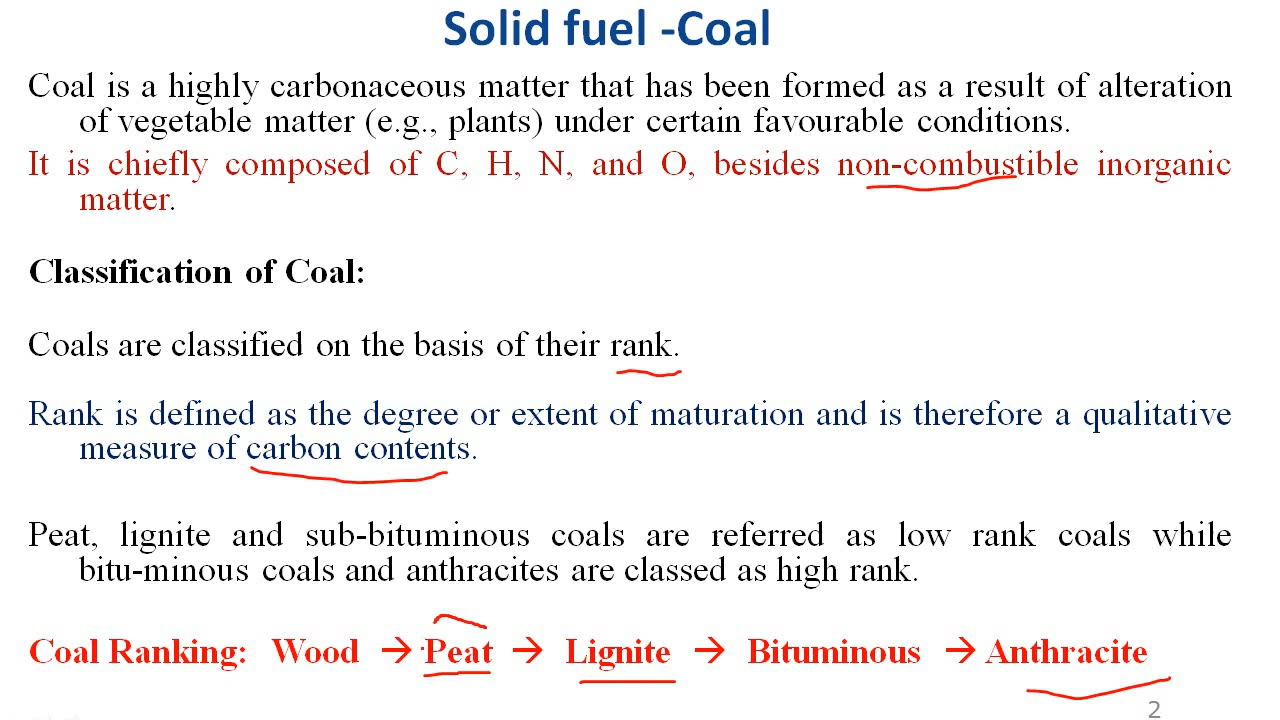 Solid fuel -Coal
Coal is a highly carbonaceous matter that has been formed as a result of alteration
of vegetable matter (e.g., plants) under certain favourable conditions.
It is chiefly composed of C, H, N, and O, besides non-combustible inorganic
matter.
Classification of Coal:
Coals are classified on the basis of their rank.
Rank is defined as the degree or extent of maturation and is therefore a qualitative
measure of carbon contents.
Peat, lignite and sub-bituminous coals are referred as low rank coals while
bitu-minous coals and anthracites are classed as high rank.
Coal Ranking: Wood → Peat → Lignite → Bituminous → Anthracite
2